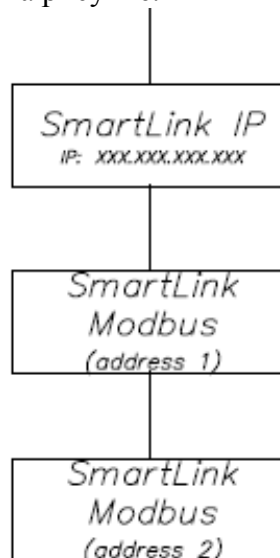 SmartLink IP
IP: XXX.XXX.XXX.XXX
SmartLink
Modbus
(address 1)
SmartLink
Modbus
(address 2)